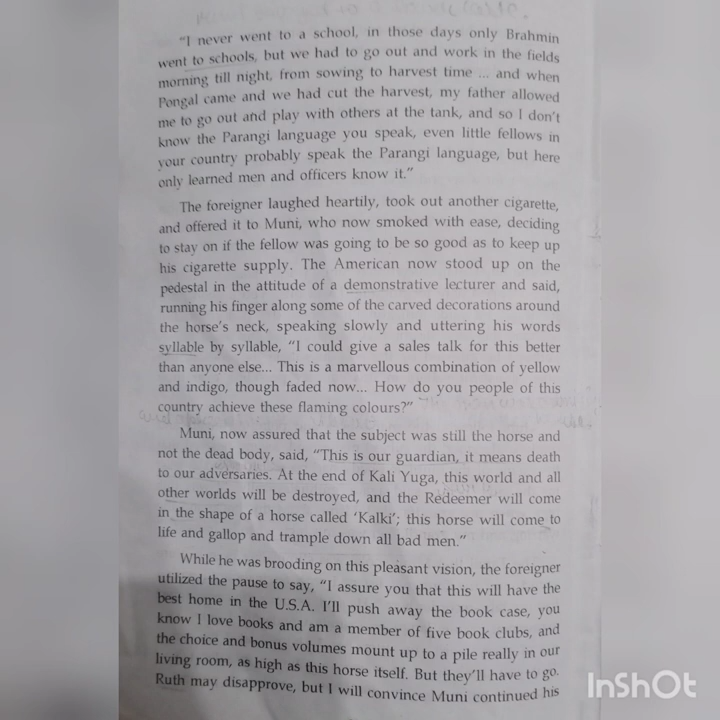 "I never went to a school, in those days only Brahmin
went to schools, but we had to go out and work in the fields
morning till night, from sowing to harvest time ... and when
Pongal came and we had cut the harvest, my father allowed
me to go out and play with others at the tank, and so I don't
know the Parangi language you speak, even little fellows in
your country probably speak the Parangi language, but here
only learned men and officers know it."
The foreigner laughed heartily, took out another cigarette,
and offered it to Muni, who now smoked with ease, deciding
to stay on if the fellow was going to be so good as to keep up
his cigarette supply. The American now stood up on the
pedestal in the attitude of a demonstrative lecturer and said,
running his finger along some of the carved decorations around
the horse's neck, speaking slowly and uttering his words
syllable by syllable, "I could give a sales talk for this better
than anyone else... This is a marvellous combination of yellow
and indigo, though faded now... How do you people of this
country achieve these flaming colours?"
Muni, now assured that the subject was still the horse and
not the dead body, said, "This is our guardian, it means death
to our adversaries. At the end of Kali Yuga, this world and all
other worlds will be destroyed, and the Redeemer will come
in the shape of a horse called 'Kalki'; this horse will come to
life and gallop and trample down all bad men."
While he was brooding on this pleasant vision, the foreigner
utilized the pause to say, "I assure you that this will have the
best home in the U.S.A. I'll push away the book case, you
know I love books and am a member of five book clubs, and
the choice and bonus volumes mount up to a pile really in our
living room, as high as this horse itself. But they'll have to go.
Ruth may disapprove, but I will convince Muni continued his
InShOt